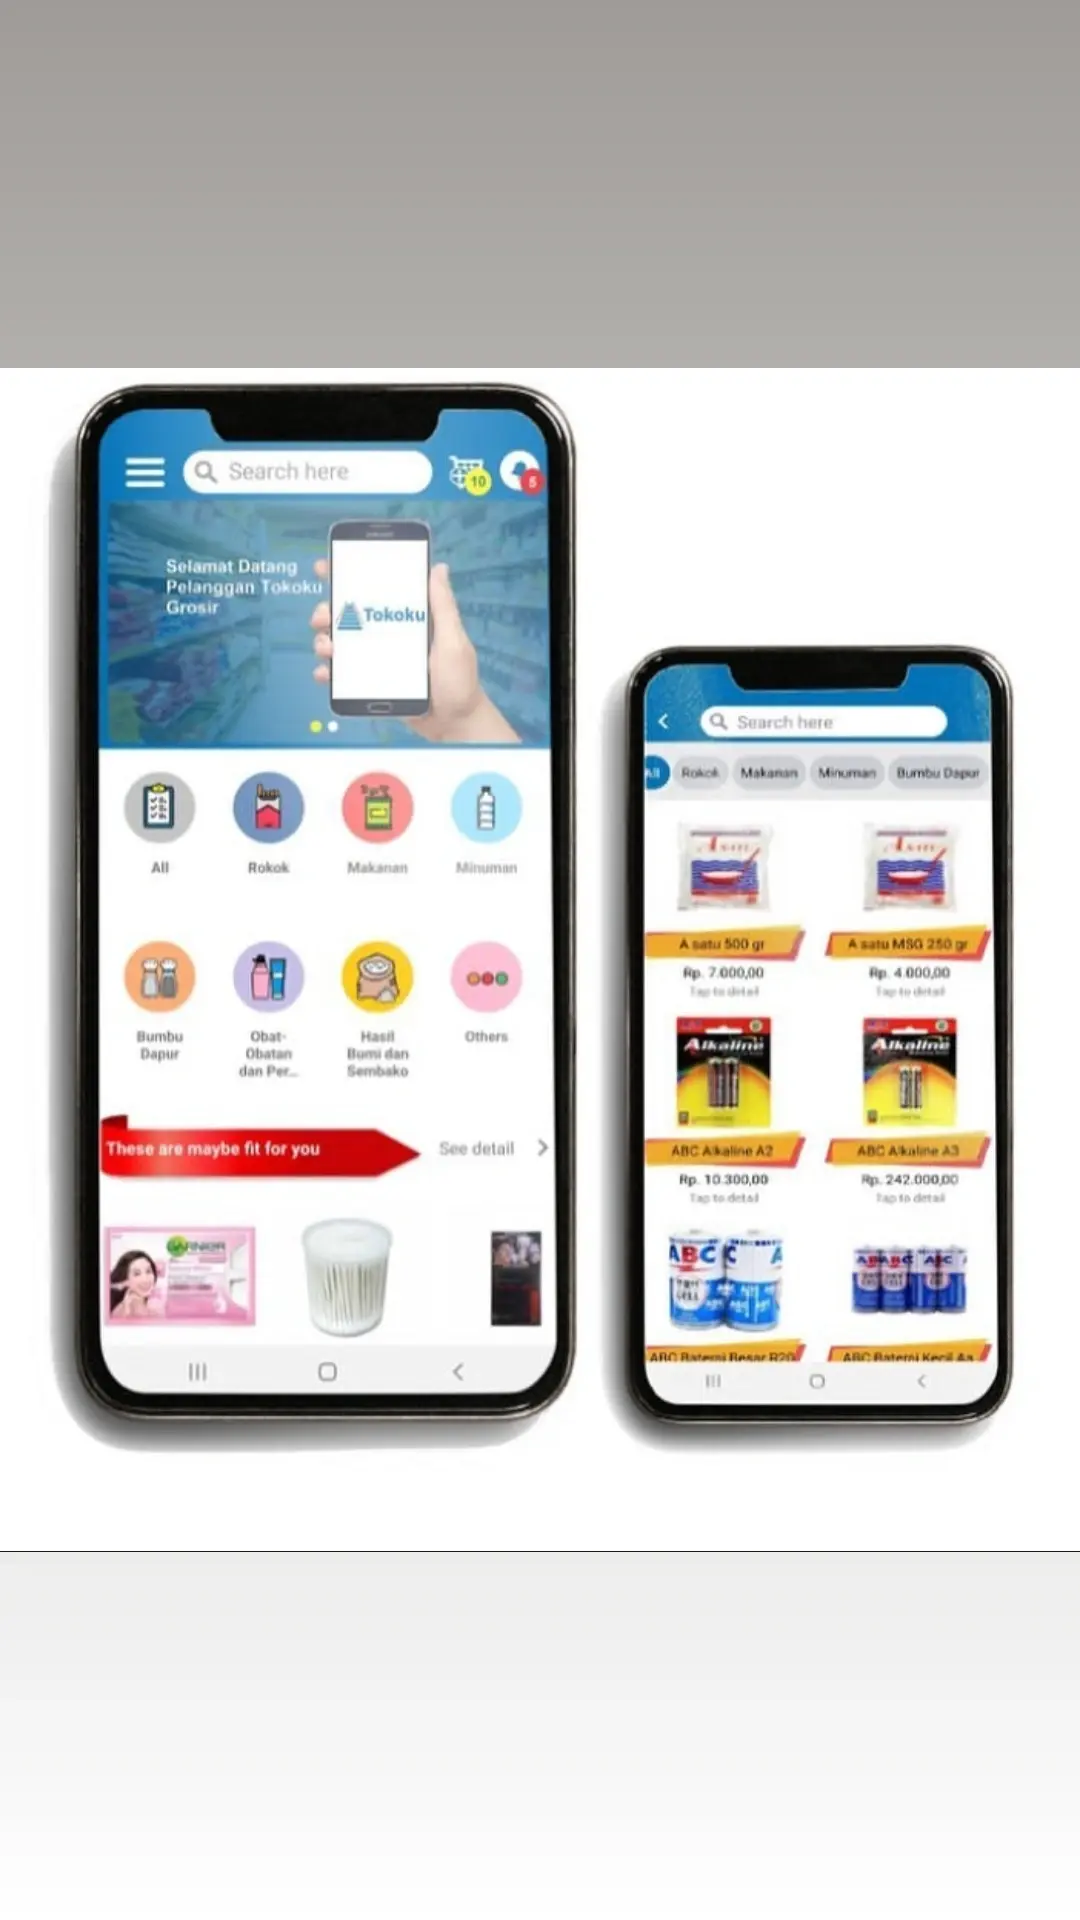 Search here
10
5
Selamat Datang
Pelanggan Tokoku
Grosir
Tokoku
All
Rokok
Makanan
Minuman
Bumbu
Dapur
Obat-
Obatan
dan Per...
Hasil
Bumi dan
Sembako
Others
These are maybe fit for you
See detail
GARNIER
Search here
All
Rokok
Makanan
Minuman
Bumbu Dapur
A satu 500 gr
Rp. 7.000,00
Tap to detail
A satu MSG 250 gr
Rp. 4.000,00
Tap to detail
Alkaline
Alkaline
ABC Alkaline A2
Rp. 10.300,00
Tap to detail
ABC Alkaline A3
Rp. 242.000,00
Tap to detail
ABC
ABC
ABC Baterai Besar R20
ABC Baterai Kecil Aa